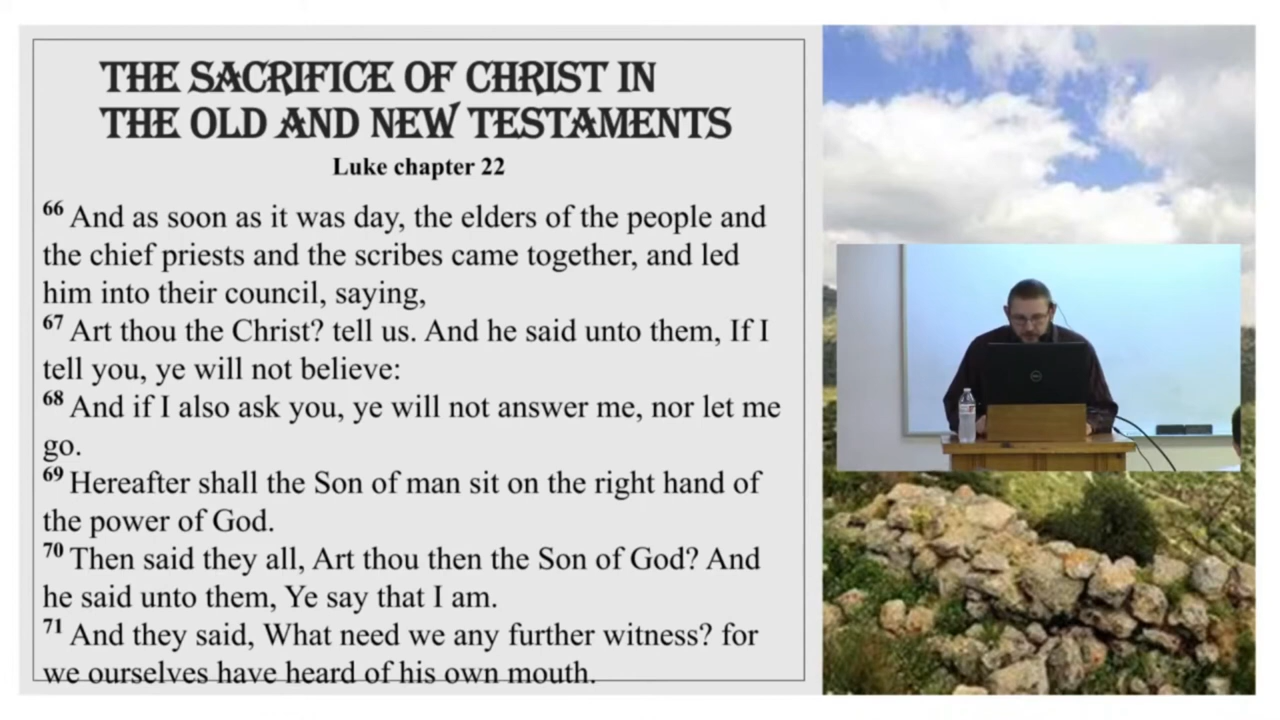 THE SACRIFICE OF CHRIST IN
THE OLD AND NEW TESTAMENTS
Luke chapter 22
66 And as soon as it was day, the elders of the people and
the chief priests and the scribes came together, and led
him into their council, saying,
67 Art thou the Christ? tell us. And he said unto them, If I
tell you, ye will not believe:
68 And if I also ask you, ye will not answer me, nor let me
go.
69 Hereafter shall the Son of man sit on the right hand of
the power of God.
70 Then said they all, Art thou then the Son of God? And
he said unto them, Ye say that I am.
71 And they said, What need we any further witness? for
we ourselves have heard of his own mouth.